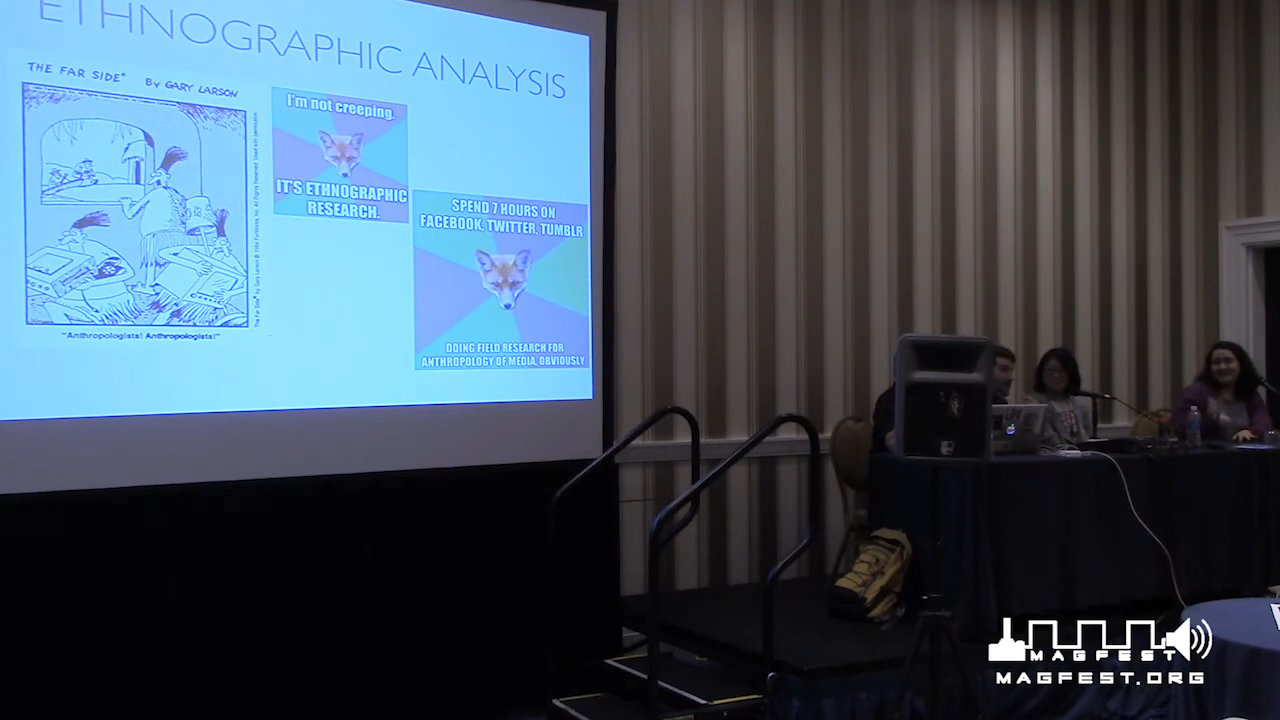 ETHNOGRAPHIC ANALYSIS
THE FAR SIDE® By GARY LARSON
"Anthropologists! Anthropologists!"
I'm not creeping.
IT'S ETHNOGRAPHIC
RESEARCH.
SPEND 7 HOURS ON
FACEBOOK, TWITTER, TUMBLR
DOING FIELD RESEARCH FOR
ANTHROPOLOGY OF MEDIA, OBVIOUSLY
MAGFEST
MAGFEST.ORG